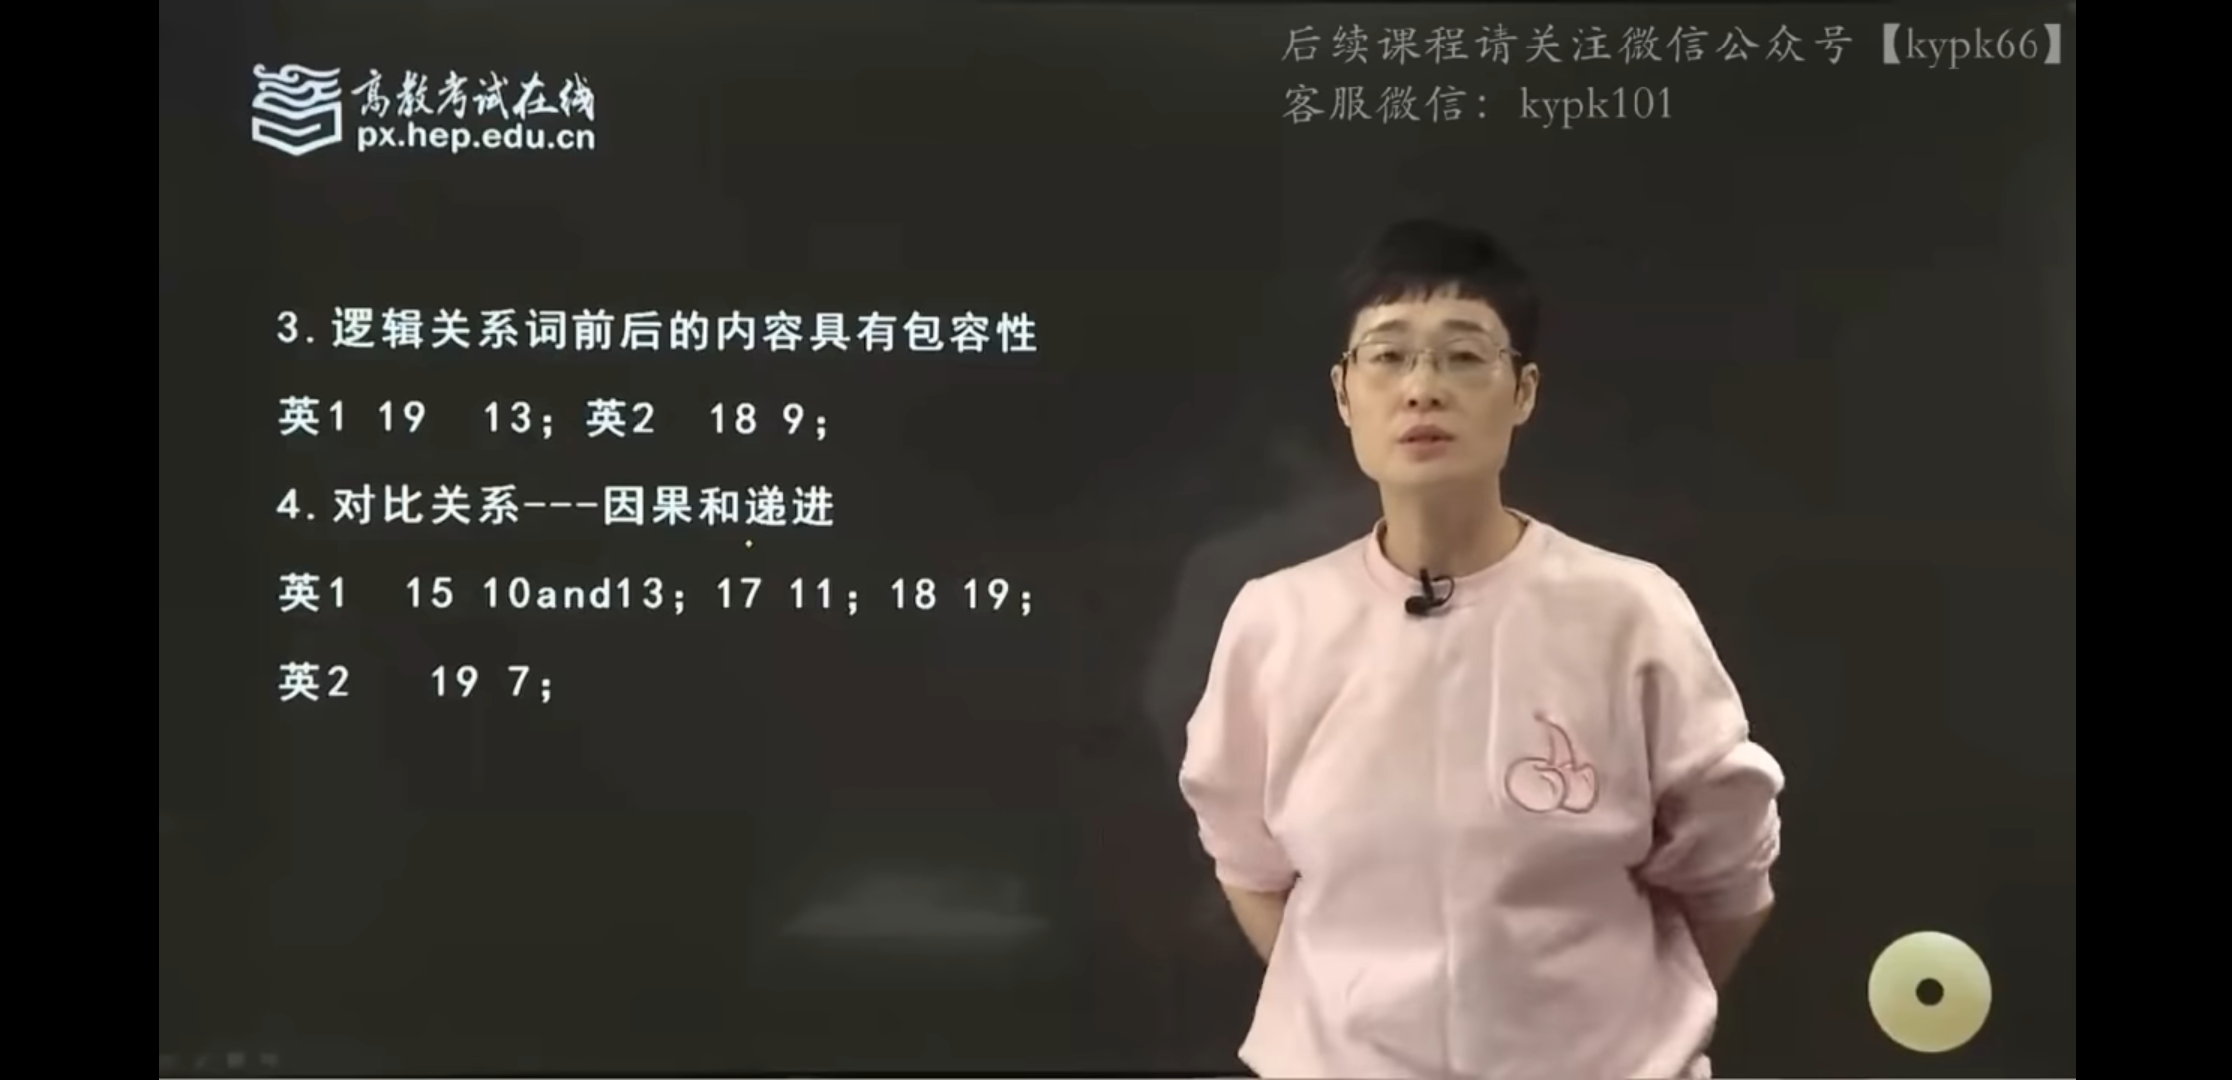 后续课程请关注微信公众号【kypk66】
客服微信：kypk101
高教考试在线
px.hep.edu.cn
3.逻辑关系词前后的内容具有包容性
英1 19 13；英2 18 9；
4.对比关系---因果和递进
英1 15 10and13；17 11；18 19；
英2 19 7；